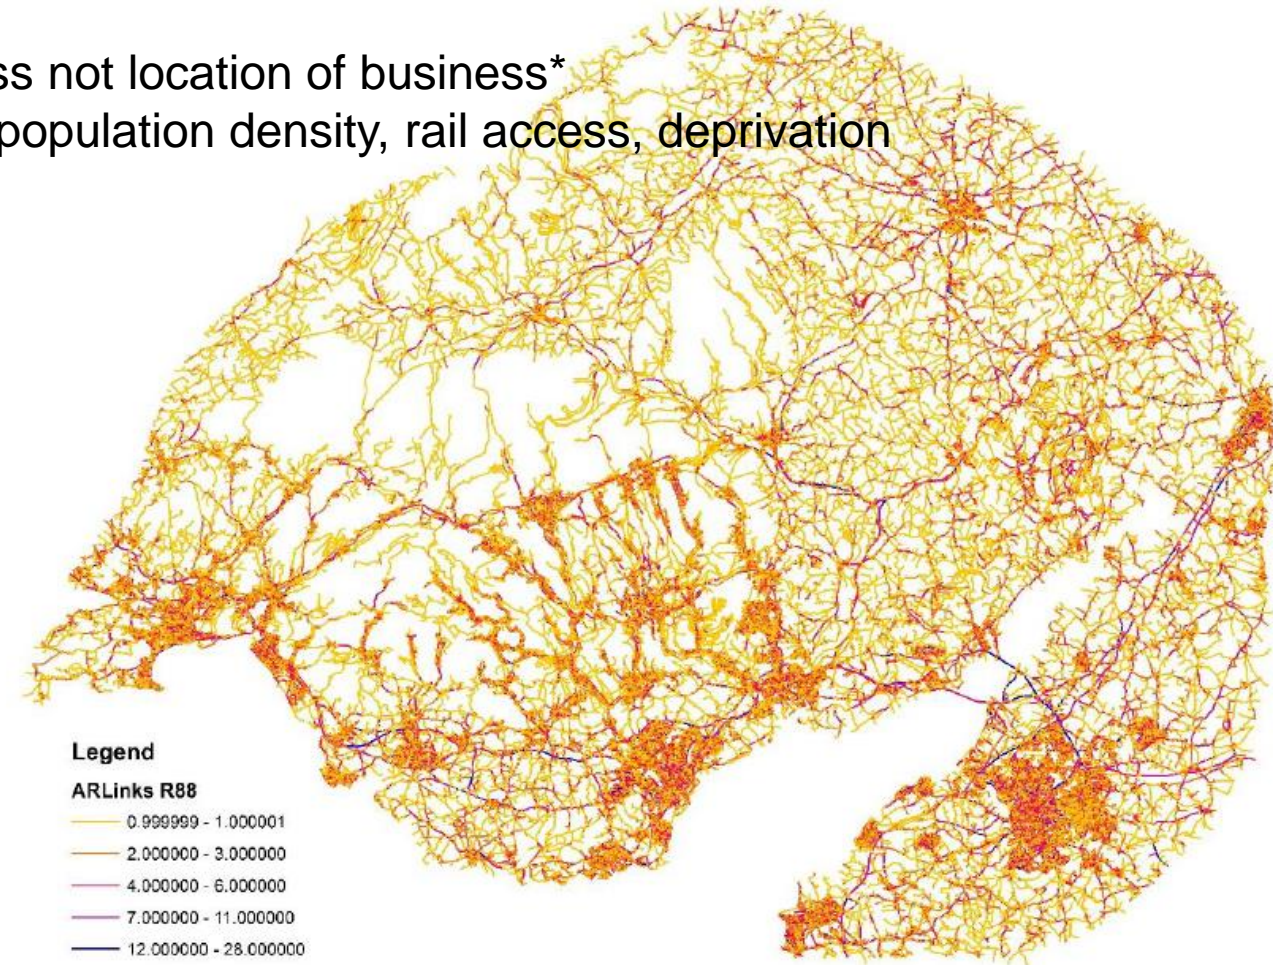 ss not location of business*
population density, rail access, deprivation
Legend
ARLinks R88
0.999999 - 1.000001
2.000000 - 3.000000
4.000000 - 6.000000
7.000000 - 11.000000
12.000000 - 28.000000